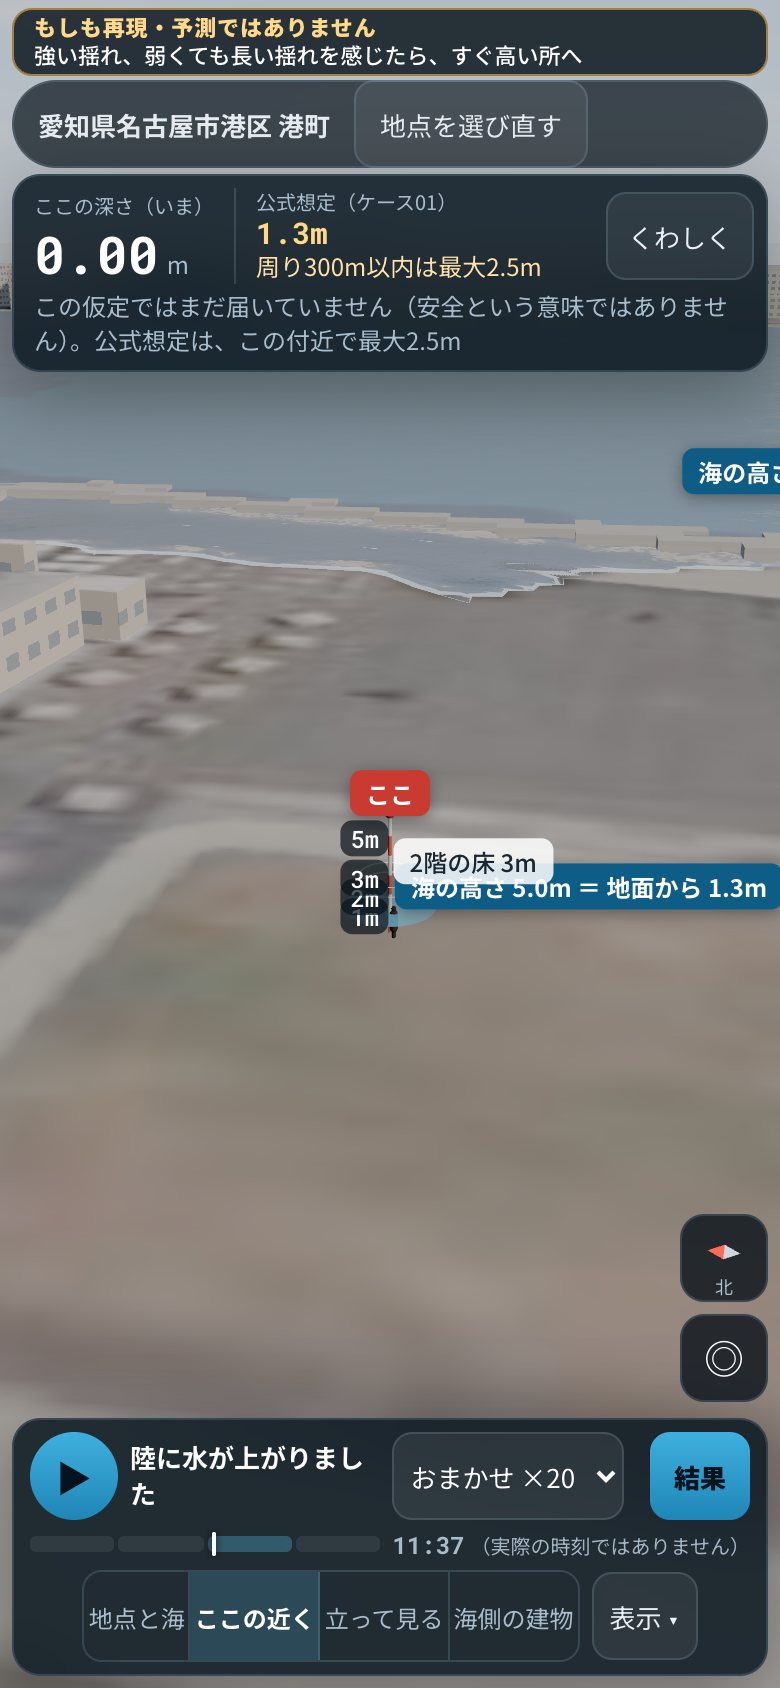 もしも再現・予測ではありません
強い揺れ、弱くても長い揺れを感じたら、すぐ高い所へ
愛知県名古屋市港区 港町
地点を選び直す
ここの深さ（いま）
0.00 m
公式想定（ケース01）
1.3m
周り300m以内は最大2.5m
くわしく
この仮定ではまだ届いていません（安全という意味ではありませ
ん）。公式想定は、この付近で最大2.5m
海の高さ
ここ
5m
3m
2m
1m
2階の床 3m
海の高さ 5.0m ＝ 地面から 1.3m
北
陸に水が上がりまし
た
おまかせ ×20
結果
11:37 （実際の時刻ではありません）
地点と海
ここの近く
立って見る
海側の建物
表示 ▾